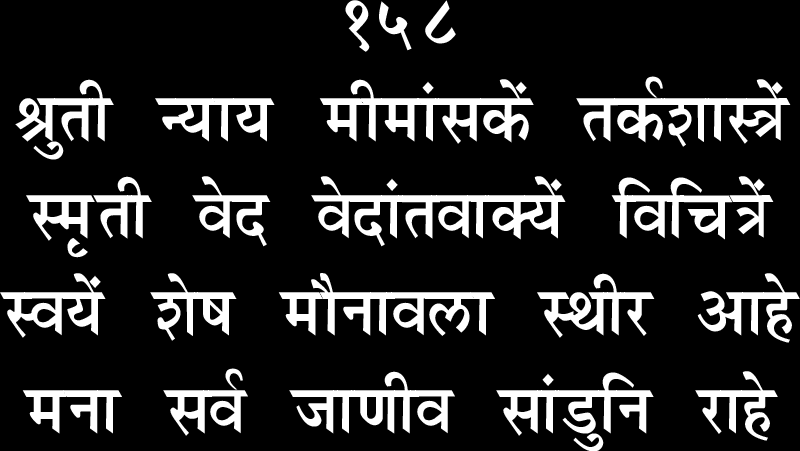 १५८
श्रुती न्याय मीमांसकें तर्कशास्त्रें
स्मृती वेद वेदांतवाक्यें विचित्रें
स्वयें शेष मौनावला स्थीर आहे
मना सर्व जाणीव सांडुनि राहे